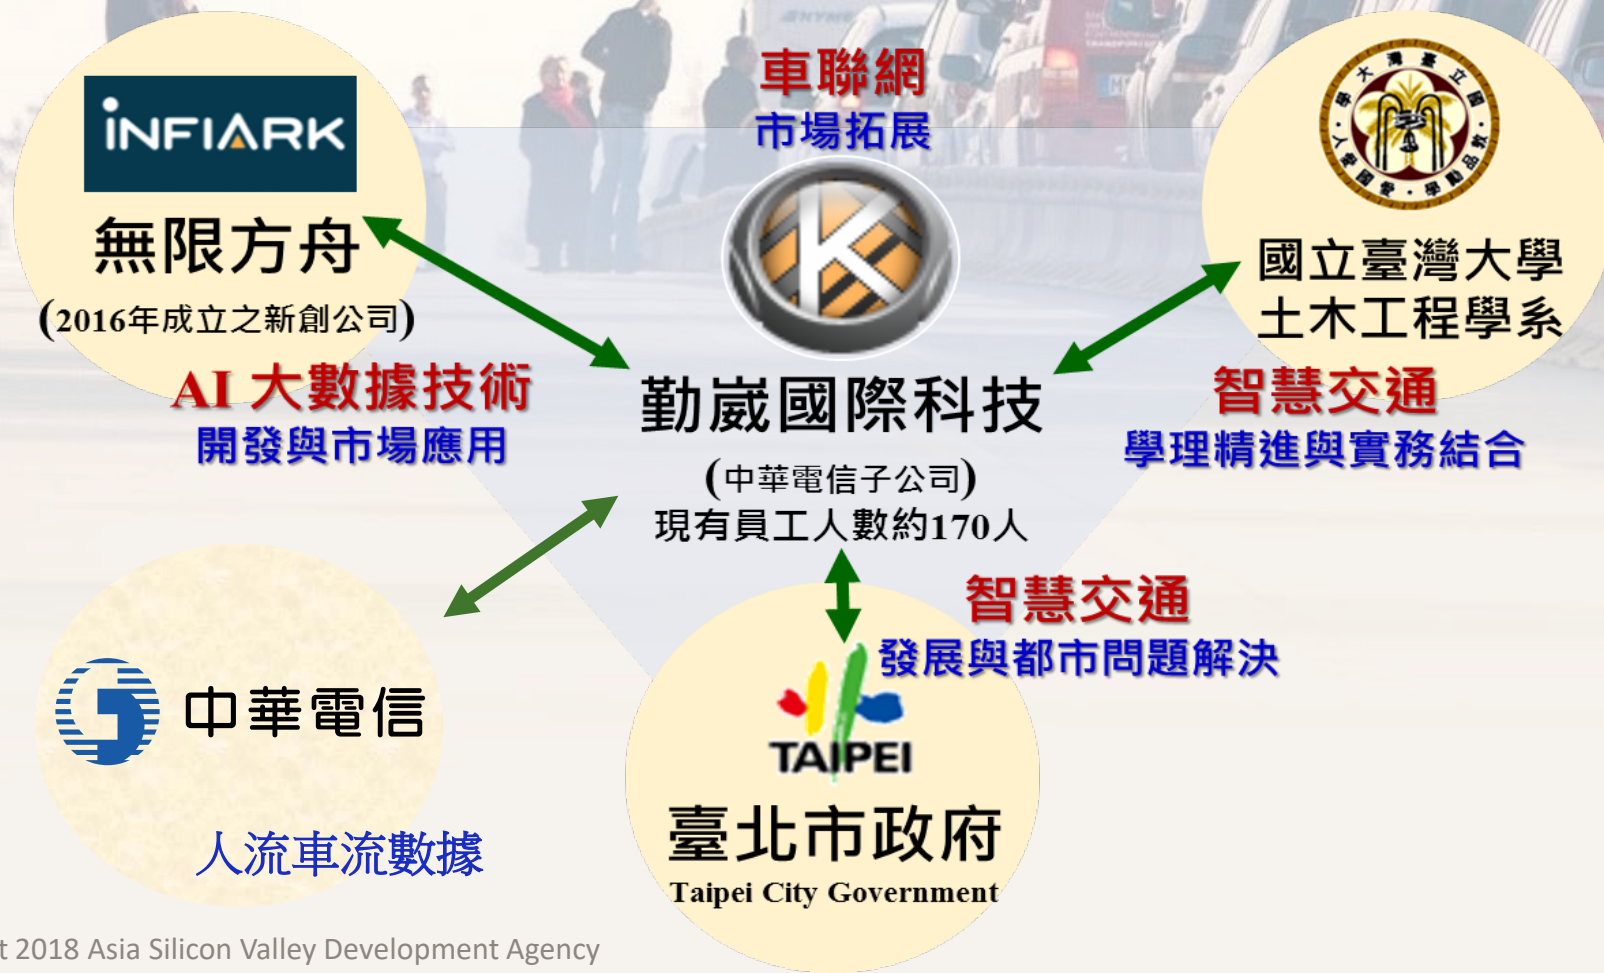 INFIARK
無限方舟
(2016年成立之新創公司)
AI 大數據技術
開發與市場應用
車聯網
市場拓展
K
勤崴國際科技
(中華電信子公司)
現有員工人數約170人
國立臺灣大學
土木工程學系
智慧交通
學理精進與實務結合
中華電信
人流車流數據
智慧交通
發展與都市問題解決
TAIPEI
臺北市政府
Taipei City Government
t 2018 Asia Silicon Valley Development Agency